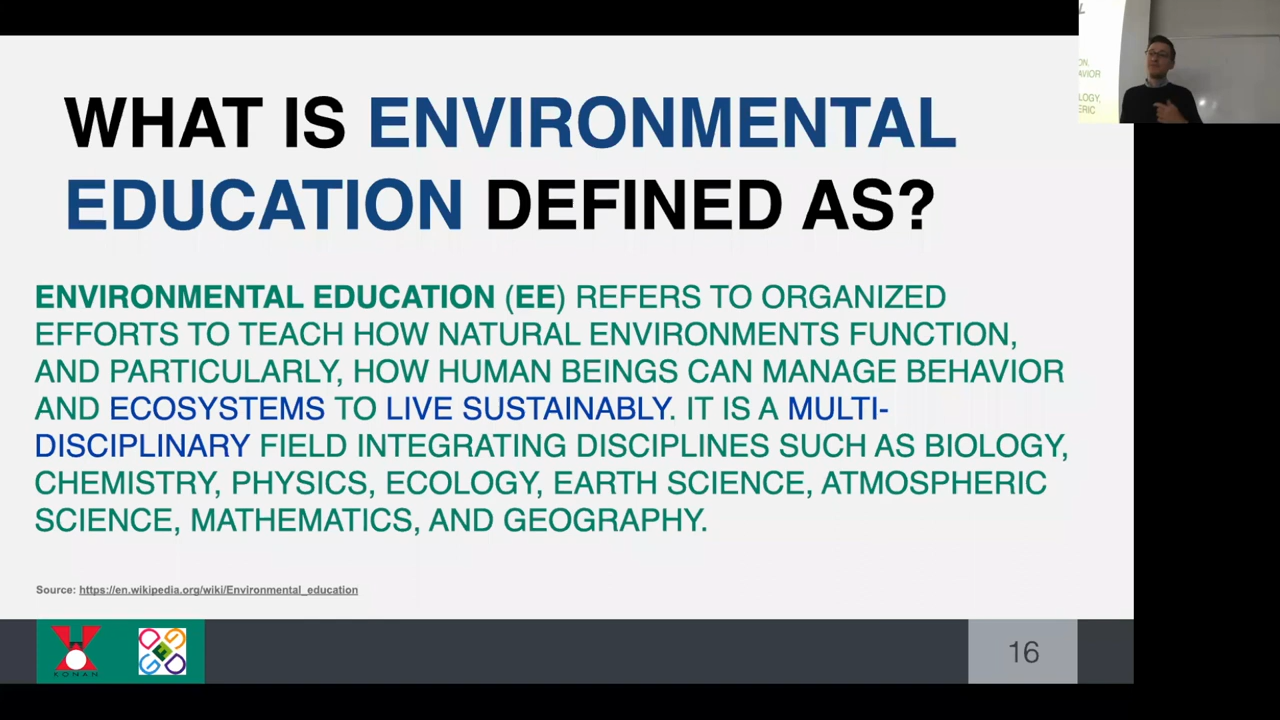 WHAT IS ENVIRONMENTAL
EDUCATION DEFINED AS?
ENVIRONMENTAL EDUCATION (EE) REFERS TO ORGANIZED
EFFORTS TO TEACH HOW NATURAL ENVIRONMENTS FUNCTION,
AND PARTICULARLY, HOW HUMAN BEINGS CAN MANAGE BEHAVIOR
AND ECOSYSTEMS TO LIVE SUSTAINABLY. IT IS A MULTI-
DISCIPLINARY FIELD INTEGRATING DISCIPLINES SUCH AS BIOLOGY,
CHEMISTRY, PHYSICS, ECOLOGY, EARTH SCIENCE, ATMOSPHERIC
SCIENCE, MATHEMATICS, AND GEOGRAPHY.
Source: https://en.wikipedia.org/wiki/Environmental_education
KONAN
16